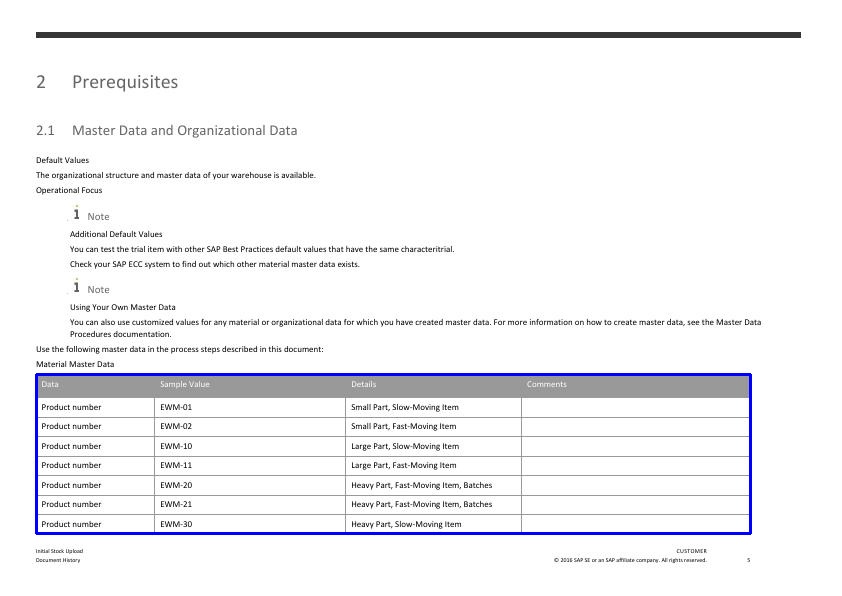 2 Prerequisites
2.1 Master Data and Organizational Data
Default Values
The organizational structure and master data of your warehouse is available.
Operational Focus
Note
Additional Default Values
You can test the trial item with other SAP Best Practices default values that have the same characteritrial.
Check your SAP ECC system to find out which other material master data exists.
Note
Using Your Own Master Data
You can also use customized values for any material or organizational data for which you have created master data. For more information on how to create master data, see the Master Data
Procedures documentation.
Use the following master data in the process steps described in this document:
Material Master Data
Data Sample Value Details Comments
Product number EWM-01 Small Part, Slow-Moving Item
Product number EWM-02 Small Part, Fast-Moving Item
Product number EWM-10 Large Part, Slow-Moving Item
Product number EWM-11 Large Part, Fast-Moving Item
Product number EWM-20 Heavy Part, Fast-Moving Item, Batches
Product number EWM-21 Heavy Part, Fast-Moving Item, Batches
Product number EWM-30 Heavy Part, Slow-Moving Item
Initial Stock Upload CUSTOMER
Document History © 2016 SAP SE or an SAP affiliate company. All rights reserved. 5